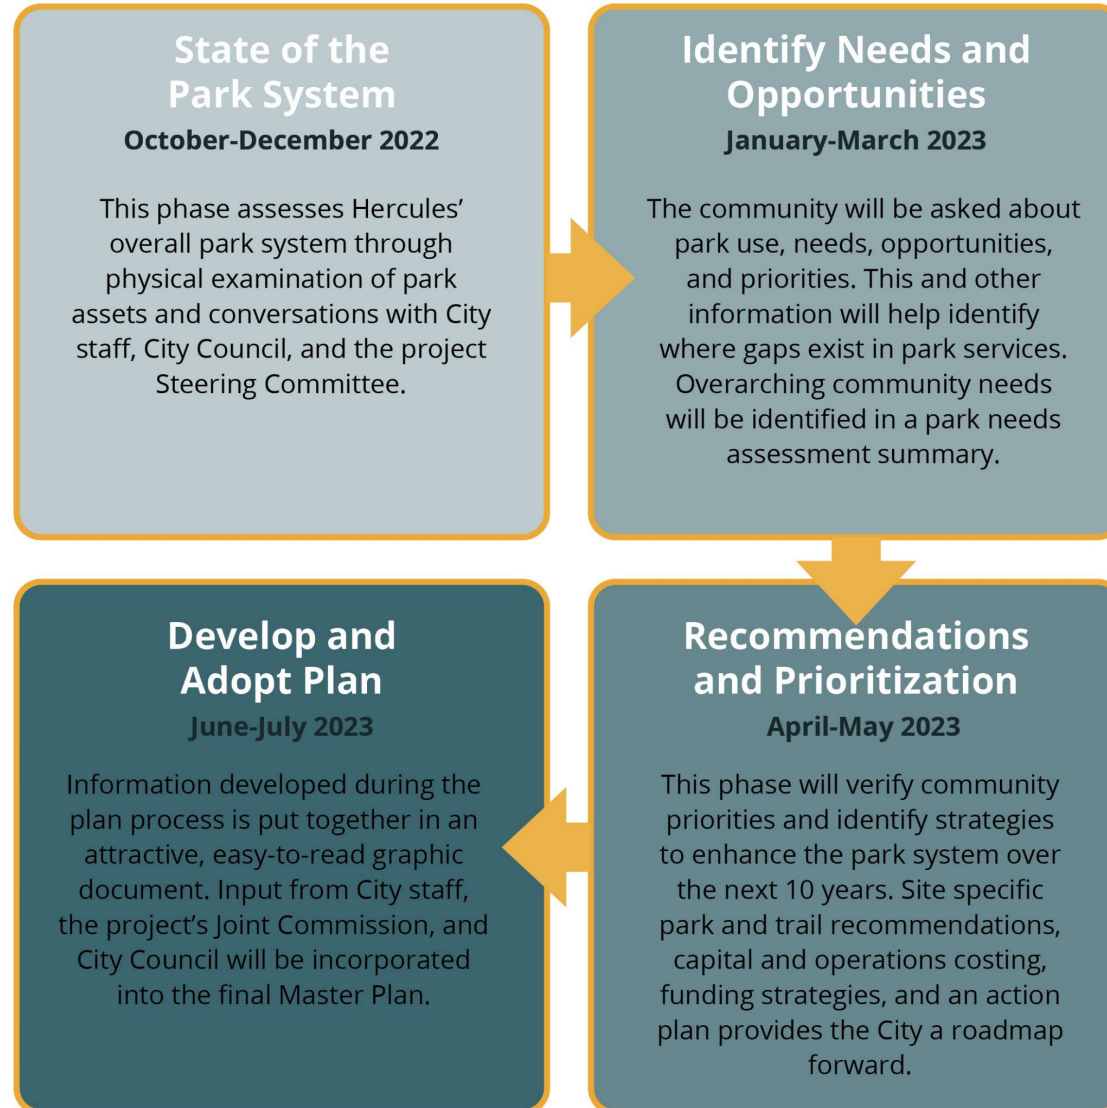 State of the
Park System
October-December 2022
This phase assesses Hercules’
overall park system through
physical examination of park
assets and conversations with City
staff, City Council, and the project
Steering Committee.
Identify Needs and
Opportunities
January-March 2023
The community will be asked about
park use, needs, opportunities,
and priorities. This and other
information will help identify
where gaps exist in park services.
Overarching community needs
will be identified in a park needs
assessment summary.
Recommendations
and Prioritization
April-May 2023
This phase will verify community
priorities and identify strategies
to enhance the park system over
the next 10 years. Site specific
park and trail recommendations,
capital and operations costing,
funding strategies, and an action
plan provides the City a roadmap
forward.
Develop and
Adopt Plan
June-July 2023
Information developed during the
plan process is put together in an
attractive, easy-to-read graphic
document. Input from City staff,
the project’s Joint Commission, and
City Council will be incorporated
into the final Master Plan.